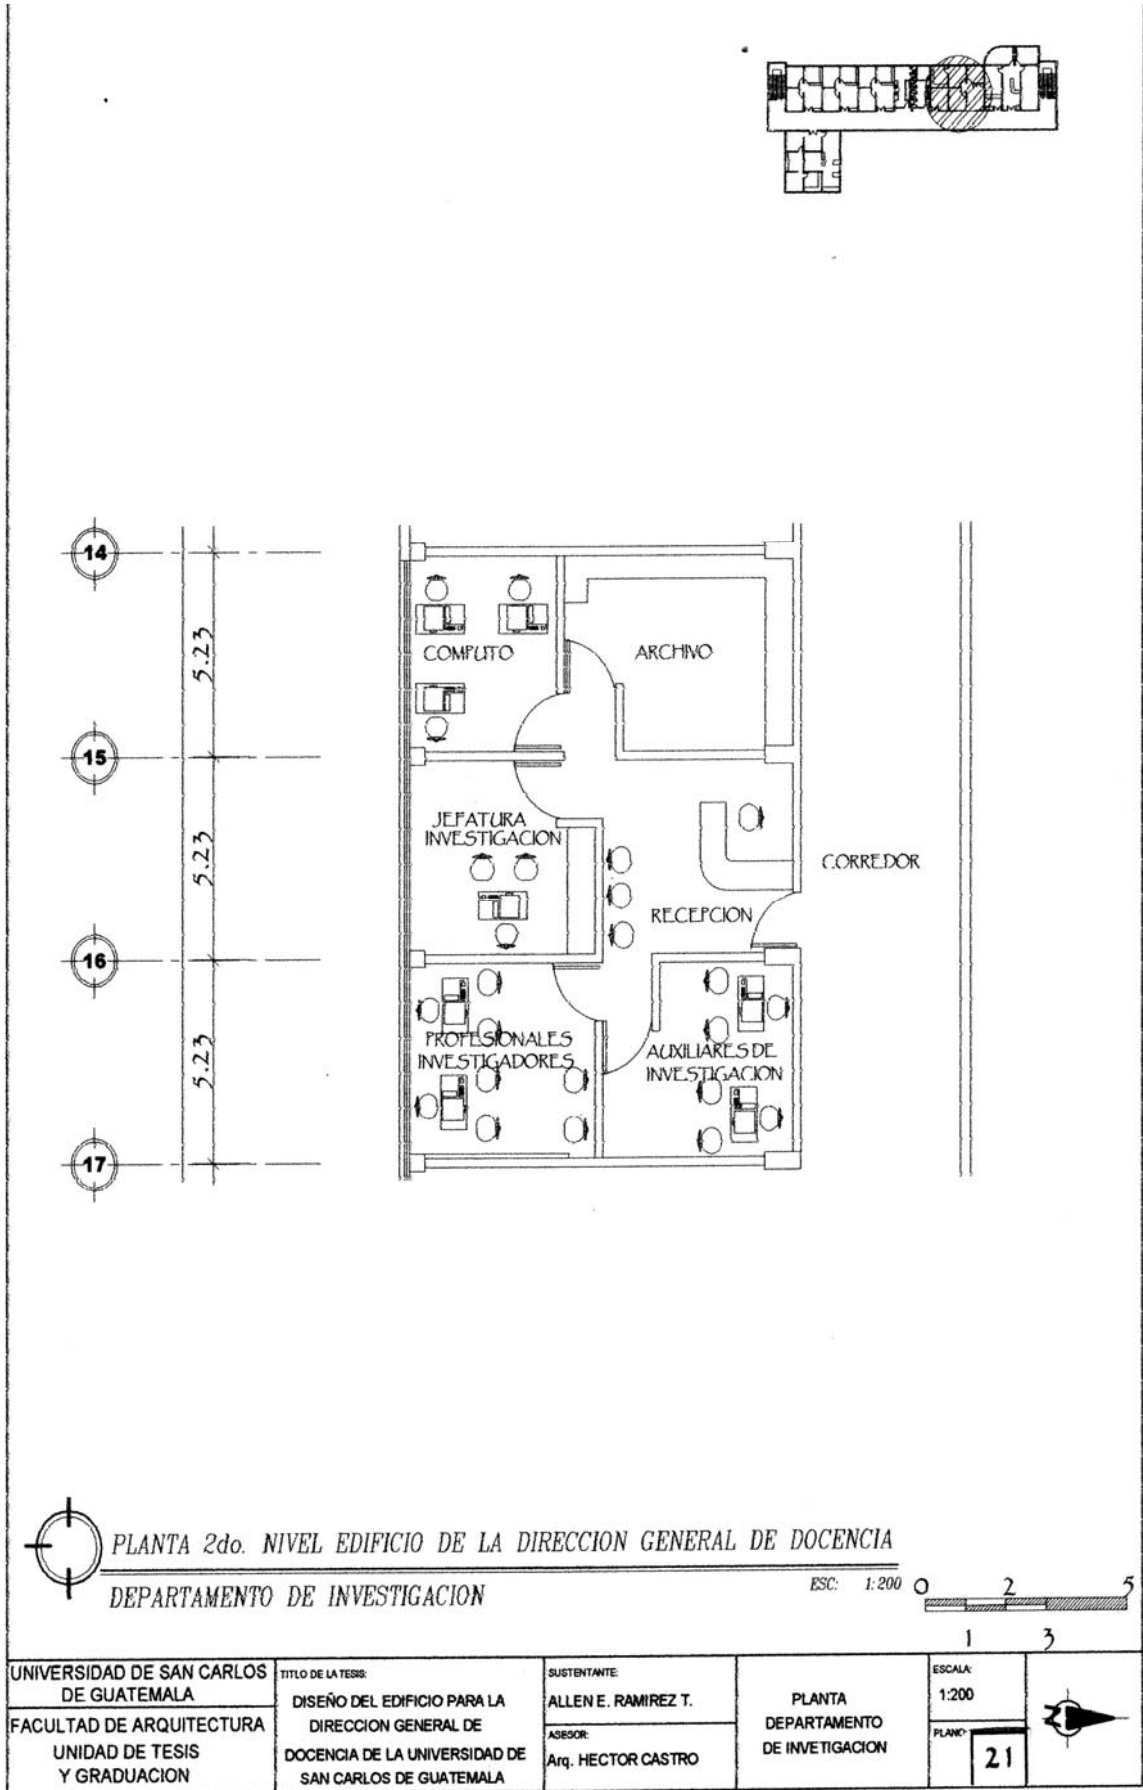 14
5.23
COMPUTO
ARCHIVO
15
5.23
JEFATURA
INVESTIGACION
CORREDOR
RECEPCION
16
5.23
PROFESIONALES
INVESTIGADORES
AUXILIARES DE
INVESTIGACION
17
PLANTA 2do. NIVEL EDIFICIO DE LA DIRECCION GENERAL DE DOCENCIA
DEPARTAMENTO DE INVESTIGACION
ESC: 1:200
0 2 5
1 3
UNIVERSIDAD DE SAN CARLOS
DE GUATEMALA
FACULTAD DE ARQUITECTURA
UNIDAD DE TESIS
Y GRADUACION
TITLO DE LA TESIS:
DISEÑO DEL EDIFICIO PARA LA
DIRECCION GENERAL DE
DOCENCIA DE LA UNIVERSIDAD DE
SAN CARLOS DE GUATEMALA
SUSTENTANTE:
ALLEN E. RAMIREZ T.
ASESOR:
Arq. HECTOR CASTRO
PLANTA
DEPARTAMENTO
DE INVETIGACION
ESCALA:
1:200
PLANO
21
N